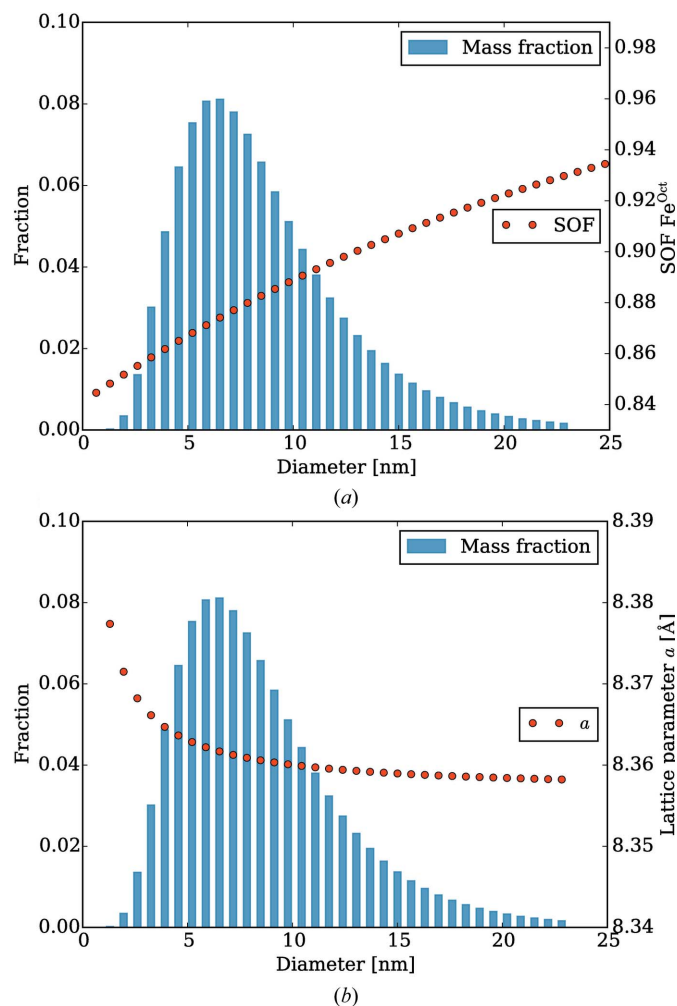 0.10
0.08
0.06
0.04
0.02
0.00
Fraction
Mass fraction
SOF
0.98
0.96
0.94
0.92
0.90
0.88
0.86
0.84
SOF Fe^Oct
0 5 10 15 20 25
Diameter [nm]
(a)
0.10
0.08
0.06
0.04
0.02
0.00
Fraction
Mass fraction
a
8.39
8.38
8.37
8.36
8.35
8.34
Lattice parameter a [Å]
0 5 10 15 20 25
Diameter [nm]
(b)